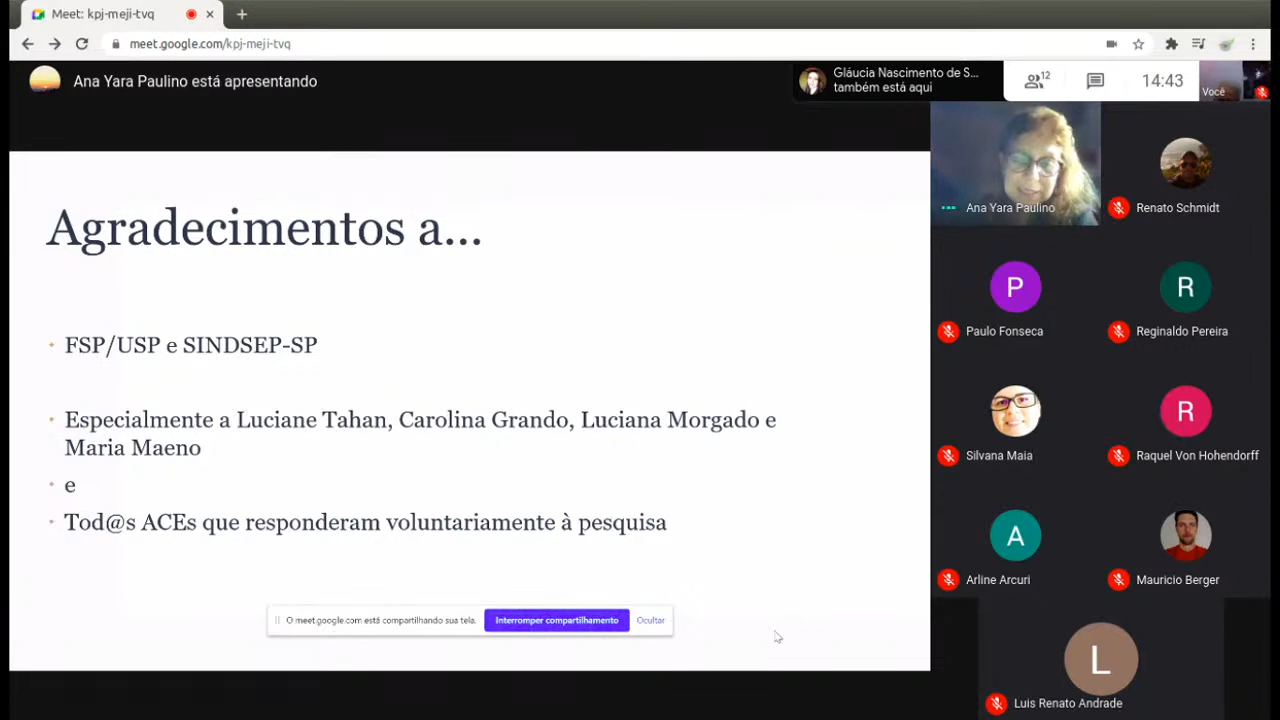 Meet: kpj-meji-tvq
meet.google.com/kpj-meji-tvq
Ana Yara Paulino está apresentando
Gláucia Nascimento de S...
também está aqui
12
14:43
Você
Agradecimentos a...
FSP/USP e SINDSEP-SP
Especialmente a Luciane Tahan, Carolina Grando, Luciana Morgado e
Maria Maeno
e
Tod@s ACEs que responderam voluntariamente à pesquisa
O meet.google.com está compartilhando sua tela.
Interromper compartilhamento
Ocultar
Ana Yara Paulino
Renato Schmidt
P
Paulo Fonseca
R
Reginaldo Pereira
Silvana Maia
R
Raquel Von Hohendorff
A
Arline Arcuri
Mauricio Berger
L
Luis Renato Andrade